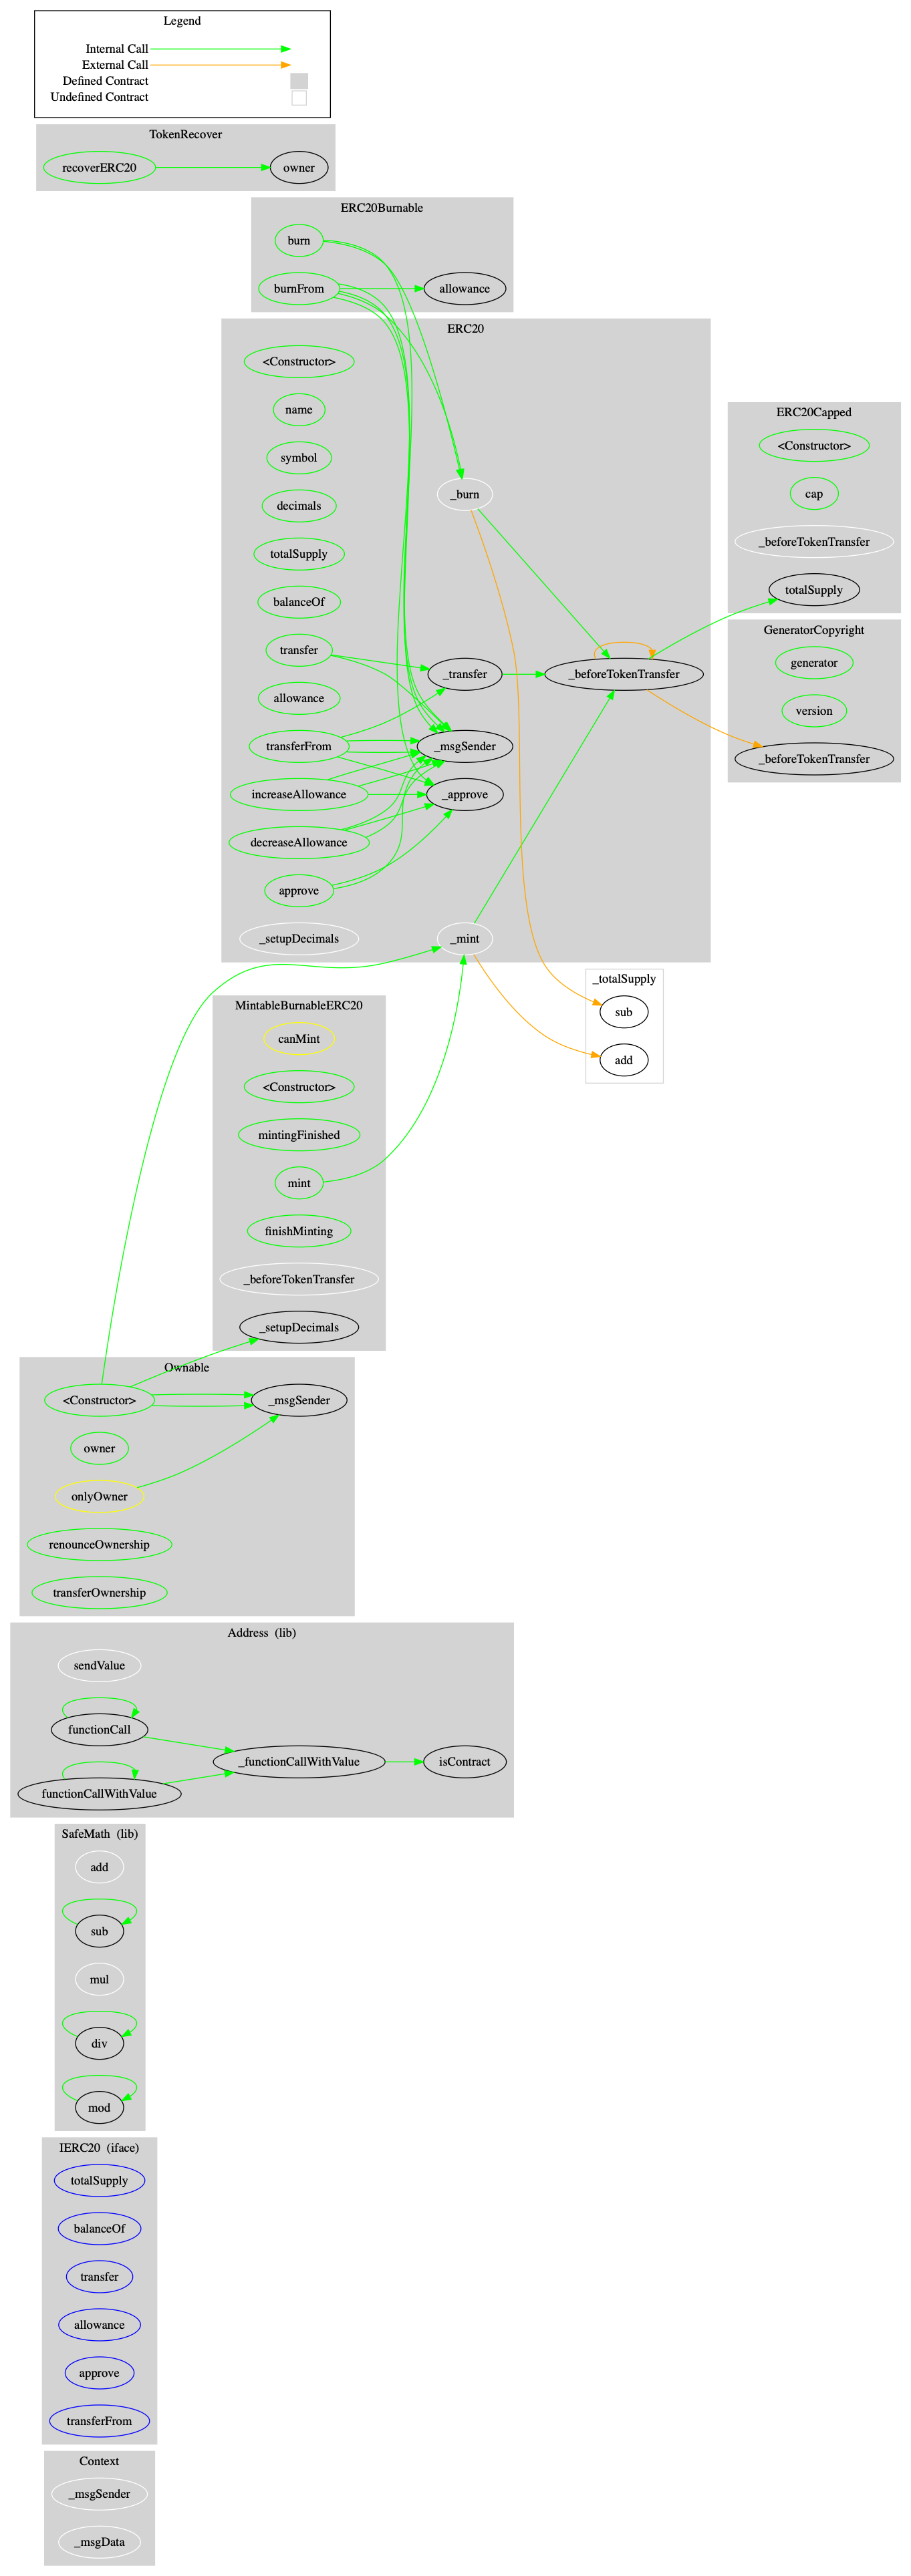 Legend
Internal Call
External Call
Defined Contract
Undefined Contract
TokenRecover
recoverERC20
owner
ERC20Burnable
burn
burnFrom
allowance
ERC20
<Constructor>
name
symbol
decimals
totalSupply
balanceOf
transfer
allowance
transferFrom
increaseAllowance
decreaseAllowance
approve
_setupDecimals
_burn
_transfer
_msgSender
_approve
_mint
_beforeTokenTransfer
ERC20Capped
<Constructor>
cap
_beforeTokenTransfer
totalSupply
GeneratorCopyright
generator
version
_beforeTokenTransfer
_totalSupply
sub
add
MintableBurnableERC20
canMint
<Constructor>
mintingFinished
mint
finishMinting
_beforeTokenTransfer
_setupDecimals
Ownable
<Constructor>
_msgSender
owner
onlyOwner
renounceOwnership
transferOwnership
Address (lib)
sendValue
functionCall
functionCallWithValue
_functionCallWithValue
isContract
SafeMath (lib)
add
sub
mul
div
mod
IERC20 (iface)
totalSupply
balanceOf
transfer
allowance
approve
transferFrom
Context
_msgSender
_msgData